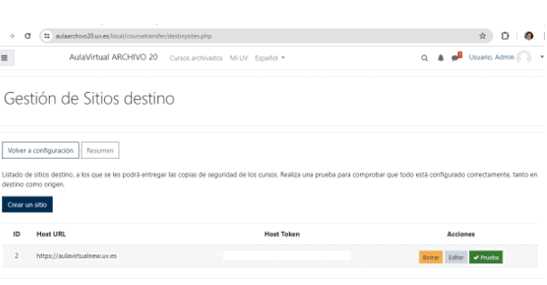 aulaarchivo20.uv.es/local/coursetransfer/destinysites.php
AulaVirtual ARCHIVO 20 Cursos archivados Mi UV Español Usuario, Admin
Gestión de Sitios destino
Volver a configuración Resumen
Listado de sitios destino, a los que se les podrá entregar las copias de seguridad de los cursos. Realiza una prueba para comprobar que todo está configurado correctamente, tanto en
destino como origen.
Crear un sitio
ID Host URL Host Token Acciones
2 https://aulavirtualnew.uv.es Borrar Editar Prueba